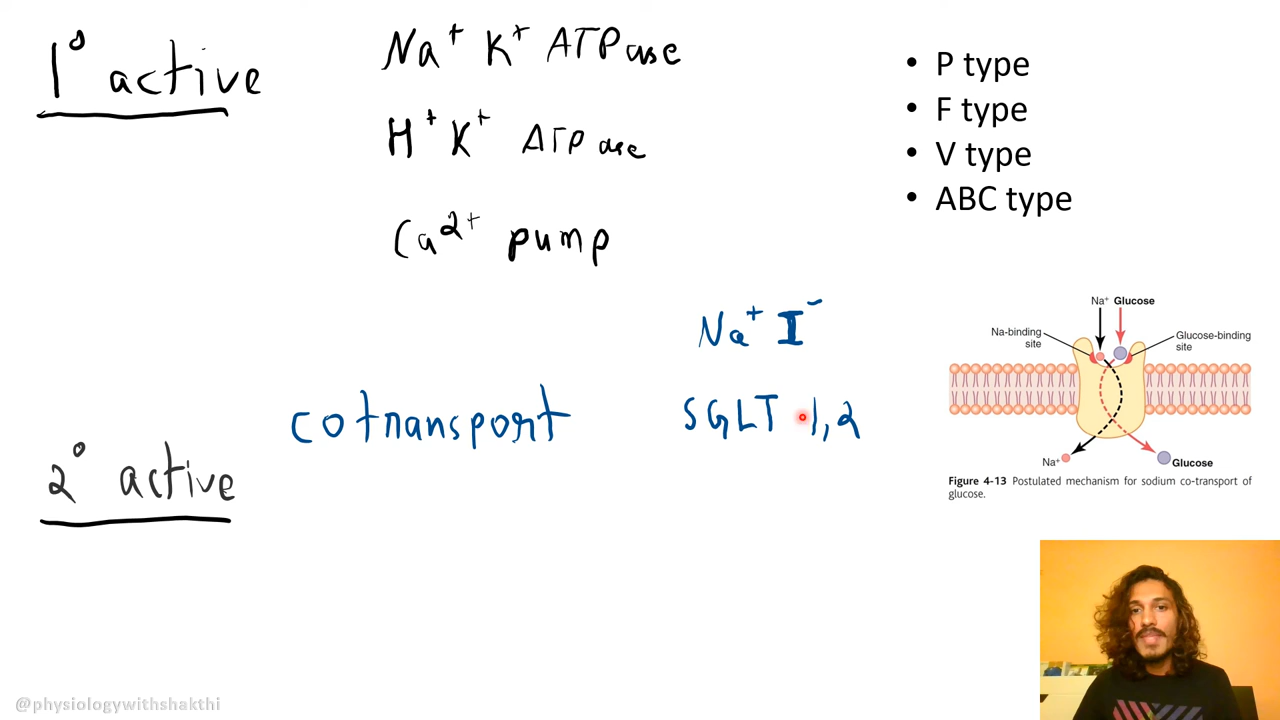 1° active
Na⁺ K⁺ ATPase
H⁺ K⁺ ATPase
Ca²⁺ pump
• P type
• F type
• V type
• ABC type
2° active
cotransport
Na⁺ I⁻
SGLT 1,2
Na⁺ Glucose
Na-binding
site
Glucose-binding
site
Na⁺
Glucose
Figure 4-13 Postulated mechanism for sodium co-transport of
glucose.
@physiologywithshakthi